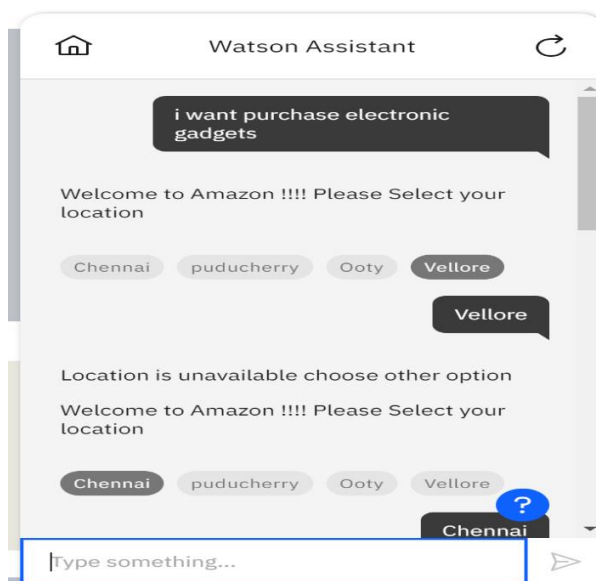 Watson Assistant
i want purchase electronic
gadgets
Welcome to Amazon !!!! Please Select your
location
Chennai puducherry Ooty Vellore
Vellore
Location is unavailable choose other option
Welcome to Amazon !!!! Please Select your
location
Chennai puducherry Ooty Vellore
?
Chennai
Type something...